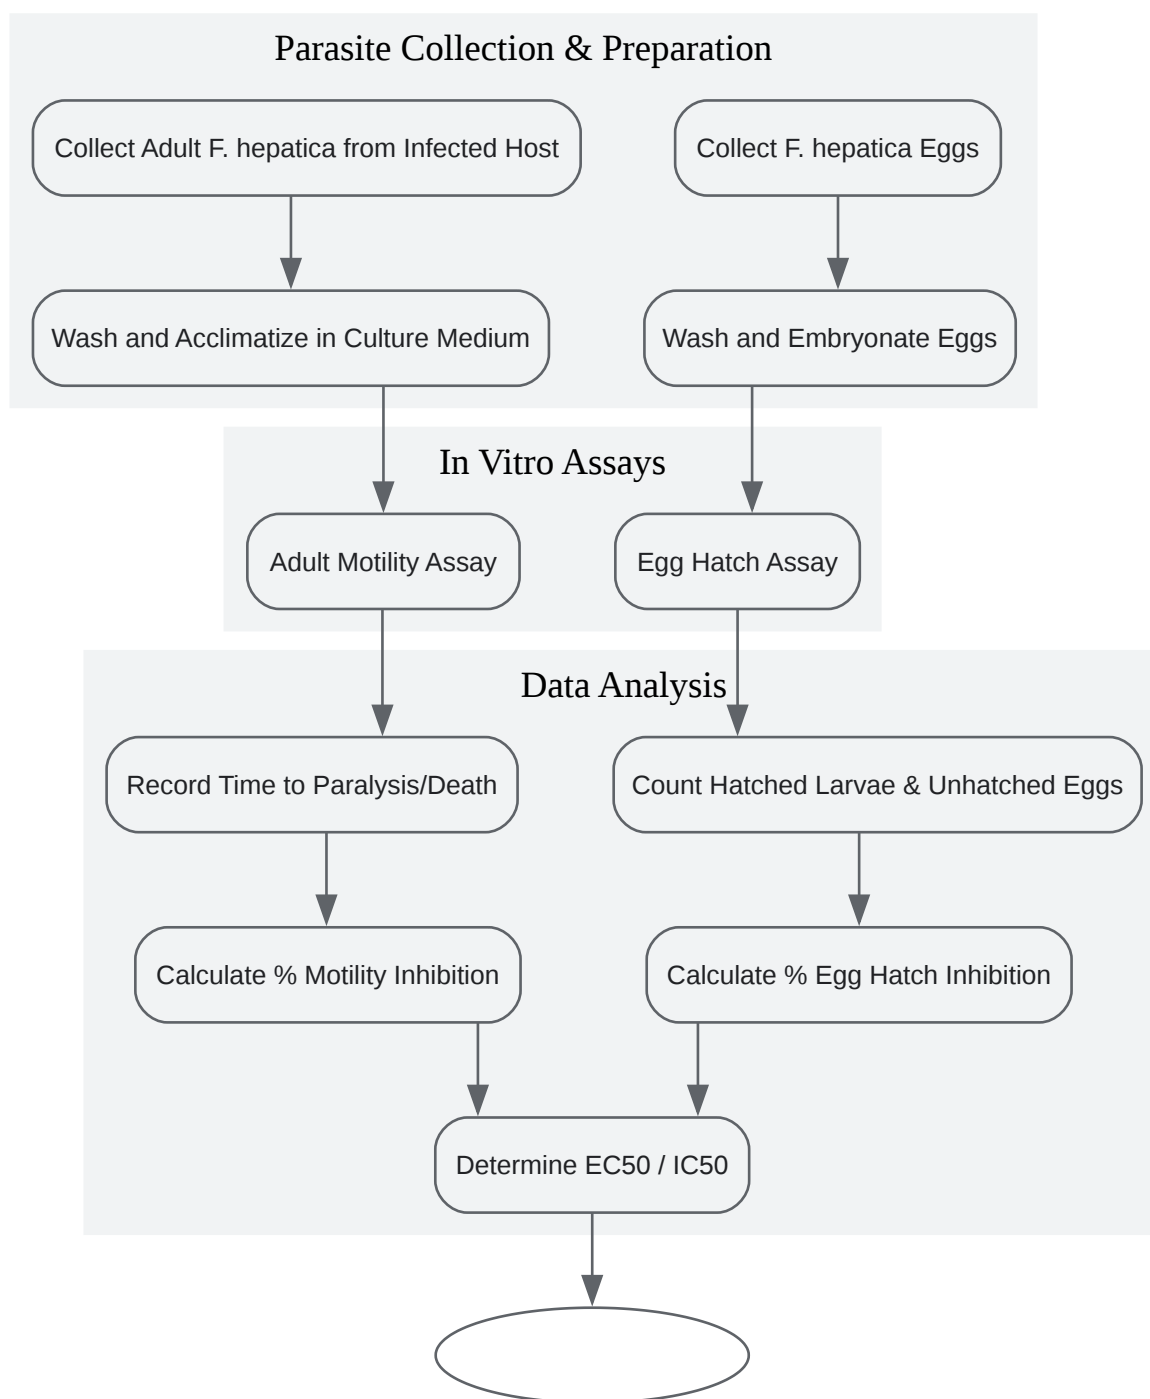 Parasite Collection & Preparation
Collect Adult F. hepatica from Infected Host
Collect F. hepatica Eggs
Wash and Acclimatize in Culture Medium
Wash and Embryonate Eggs
In Vitro Assays
Adult Motility Assay
Egg Hatch Assay
Data Analysis
Record Time to Paralysis/Death
Count Hatched Larvae & Unhatched Eggs
Calculate % Motility Inhibition
Calculate % Egg Hatch Inhibition
Determine EC50 / IC50